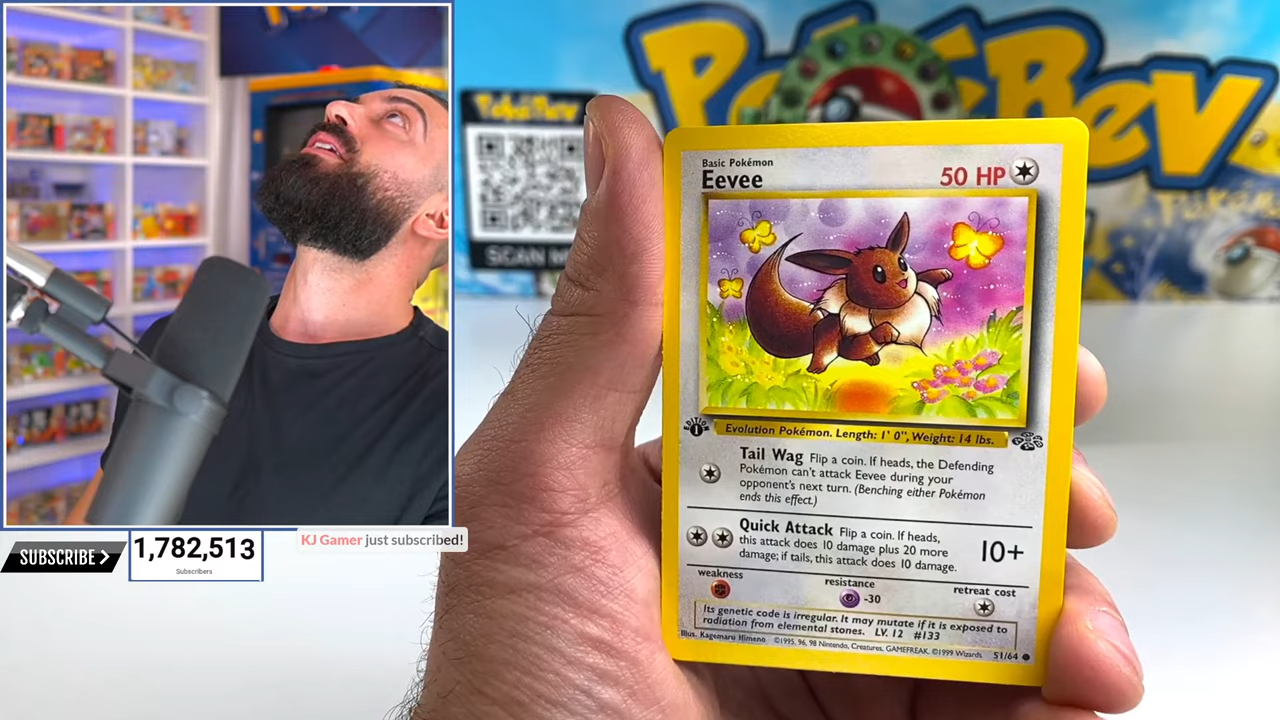 PokéRev
PokéRev
SCAN M
Basic Pokémon
Eevee
50 HP
EDITION 1
Evolution Pokémon. Length: 1' 0", Weight: 14 lbs.
Tail Wag Flip a coin. If heads, the Defending
Pokémon can't attack Eevee during your
opponent's next turn. (Benching either Pokémon
ends this effect.)
Quick Attack Flip a coin. If heads,
this attack does 10 damage plus 20 more
damage; if tails, this attack does 10 damage.
10+
weakness
resistance
retreat cost
-30
Its genetic code is irregular. It may mutate if it is exposed to
radiation from elemental stones. LV. 12 #133
Illus. Kagemaru Himeno ©1995, 96, 98 Nintendo, Creatures, GAMEFREAK. ©1999 Wizards. 51/64
SUBSCRIBE
1,782,513
Subscribers
KJ Gamer just subscribed!